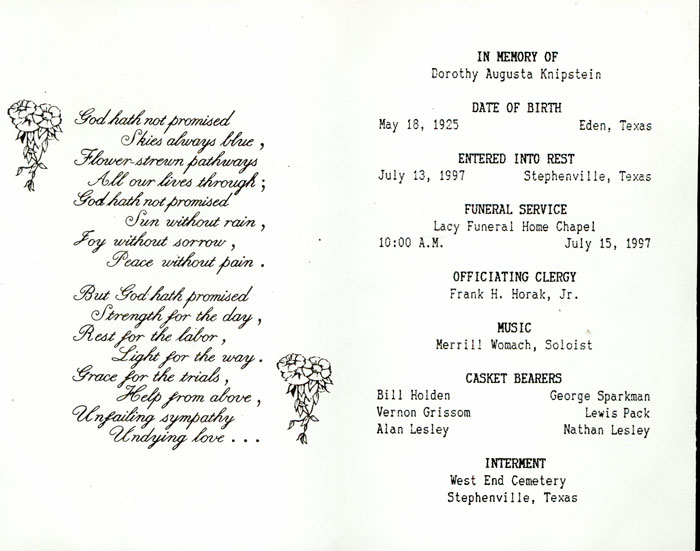 God hath not promised
Skies always blue,
Flower-strewn pathways
All our lives through;
God hath not promised
Sun without rain,
Joy without sorrow,
Peace without pain.
But God hath promised
Strength for the day,
Rest for the labor,
Light for the way.
Grace for the trials,
Help from above,
Unfailing sympathy
Undying love...
IN MEMORY OF
Dorothy Augusta Knipstein
DATE OF BIRTH
May 18, 1925 Eden, Texas
ENTERED INTO REST
July 13, 1997 Stephenville, Texas
FUNERAL SERVICE
Lacy Funeral Home Chapel
10:00 A.M. July 15, 1997
OFFICIATING CLERGY
Frank H. Horak, Jr.
MUSIC
Merrill Womach, Soloist
CASKET BEARERS
Bill Holden George Sparkman
Vernon Grissom Lewis Pack
Alan Lesley Nathan Lesley
INTERMENT
West End Cemetery
Stephenville, Texas